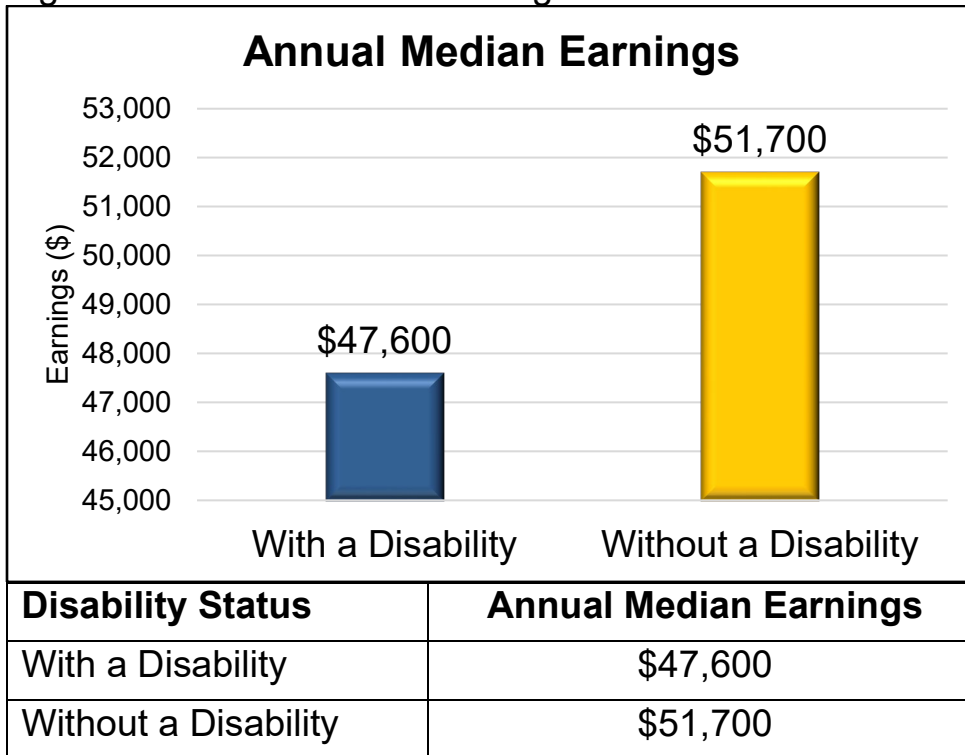 Annual Median Earnings
53,000
52,000
51,000
50,000
49,000
48,000
47,000
46,000
45,000
Earnings ($)
$47,600
$51,700
With a Disability Without a Disability
Disability Status Annual Median Earnings
With a Disability $47,600
Without a Disability $51,700